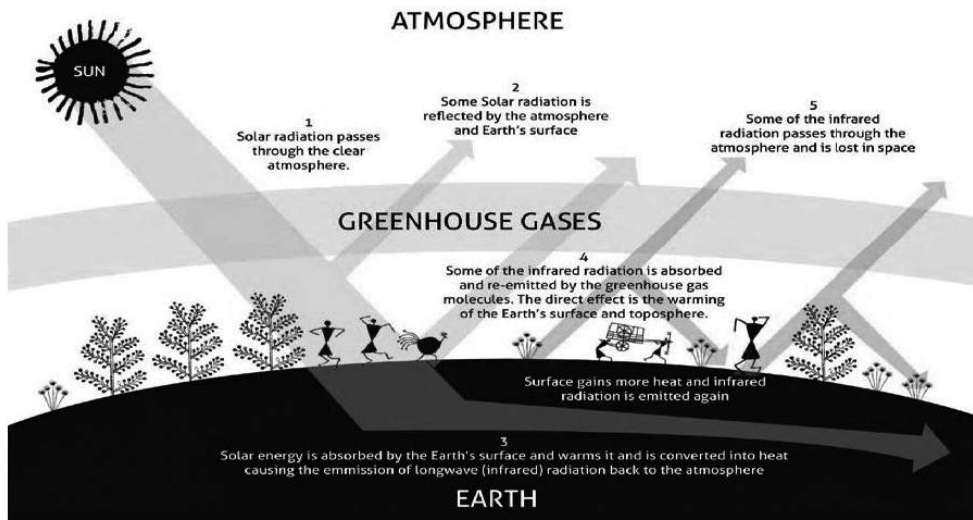 ATMOSPHERE
SUN
1
Solar radiation passes
through the clear
atmosphere.
2
Some Solar radiation is
reflected by the atmosphere
and Earth's surface
5
Some of the infrared
radiation passes through the
atmosphere and is lost in space
GREENHOUSE GASES
4
Some of the infrared radiation is absorbed
and re-emitted by the greenhouse gas
molecules. The direct effect is the warming
of the Earth's surface and toposphere.
Surface gains more heat and infrared
radiation is emitted again
3
Solar energy is absorbed by the Earth's surface and warms it and is converted into heat
causing the emmission of longwave (infrared) radiation back to the atmosphere
EARTH